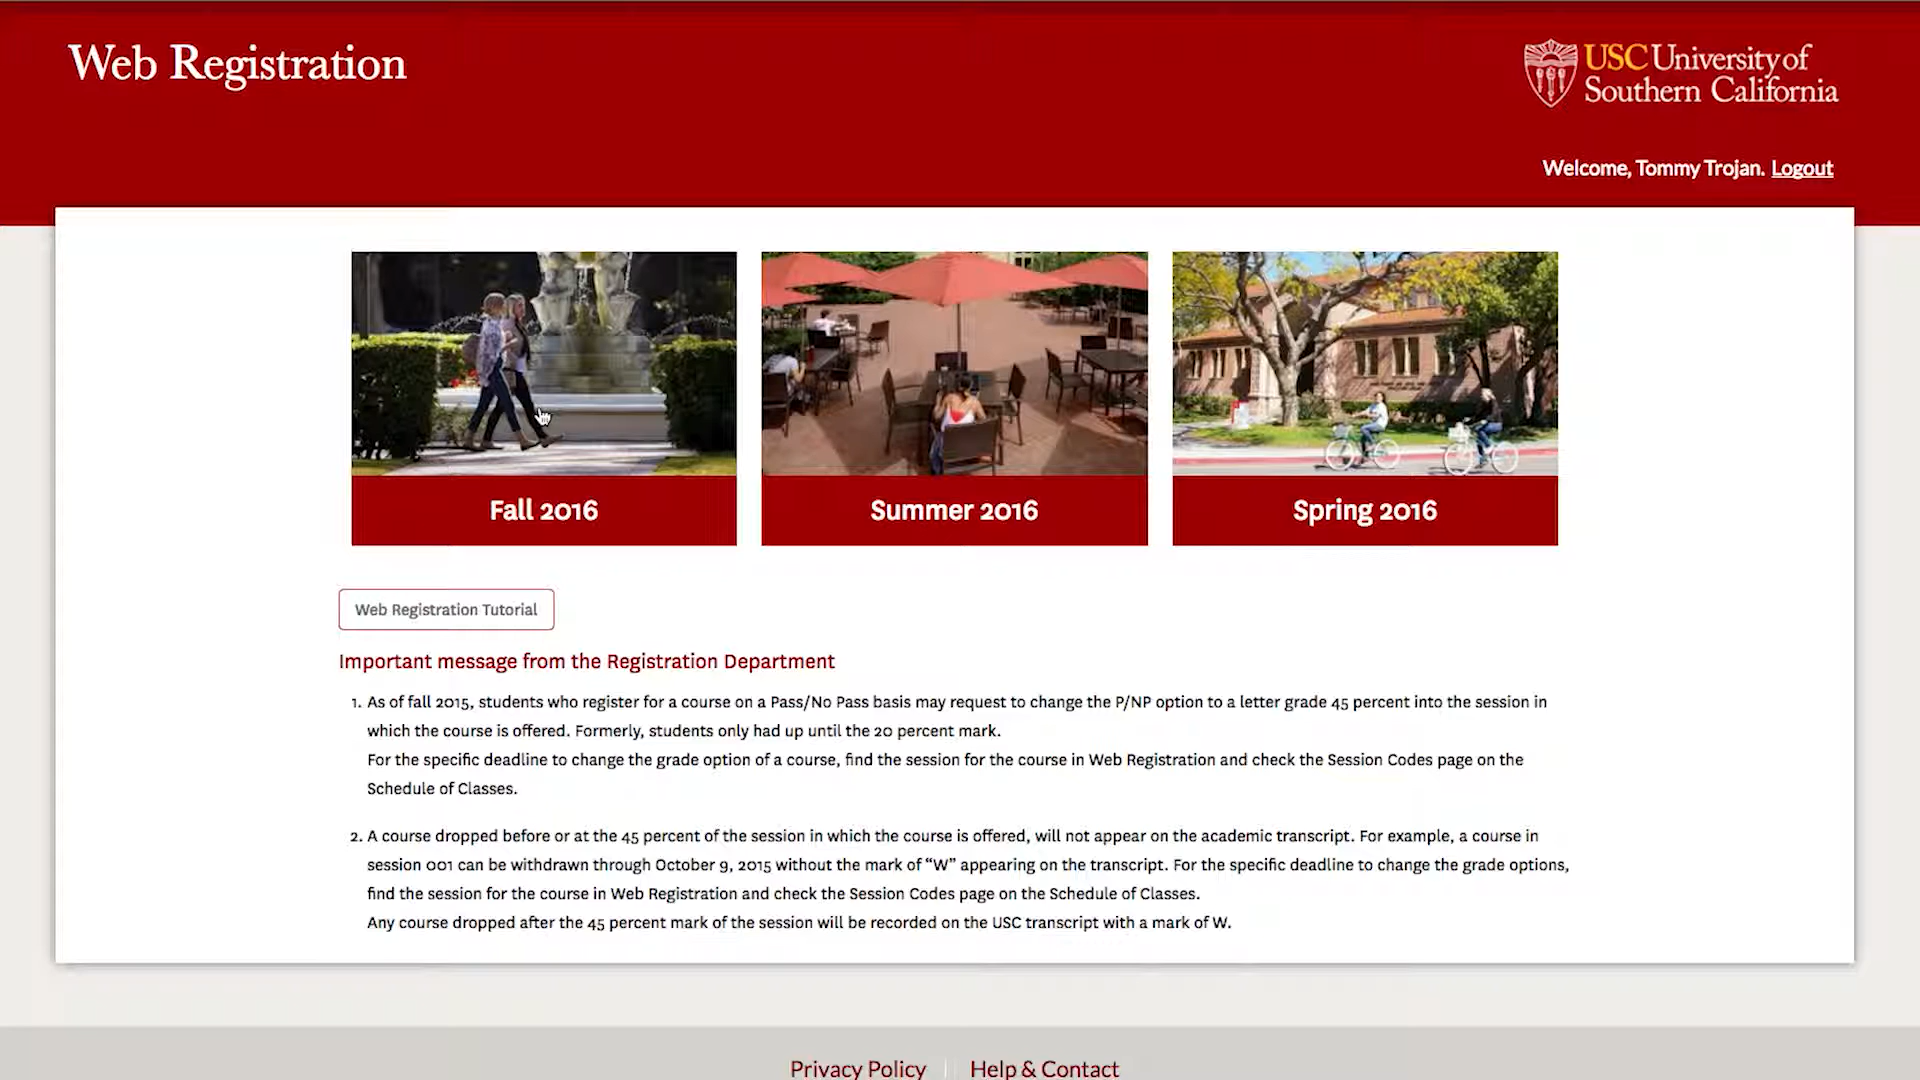 Web Registration
USC University of
Southern California
Welcome, Tommy Trojan. Logout
Fall 2016
Summer 2016
Spring 2016
Web Registration Tutorial
Important message from the Registration Department
1. As of fall 2015, students who register for a course on a Pass/No Pass basis may request to change the P/NP option to a letter grade 45 percent into the session in
which the course is offered. Formerly, students only had up until the 20 percent mark.
For the specific deadline to change the grade option of a course, find the session for the course in Web Registration and check the Session Codes page on the
Schedule of Classes.
2. A course dropped before or at the 45 percent of the session in which the course is offered, will not appear on the academic transcript. For example, a course in
session 001 can be withdrawn through October 9, 2015 without the mark of “W” appearing on the transcript. For the specific deadline to change the grade options,
find the session for the course in Web Registration and check the Session Codes page on the Schedule of Classes.
Any course dropped after the 45 percent mark of the session will be recorded on the USC transcript with a mark of W.
Privacy Policy | Help & Contact